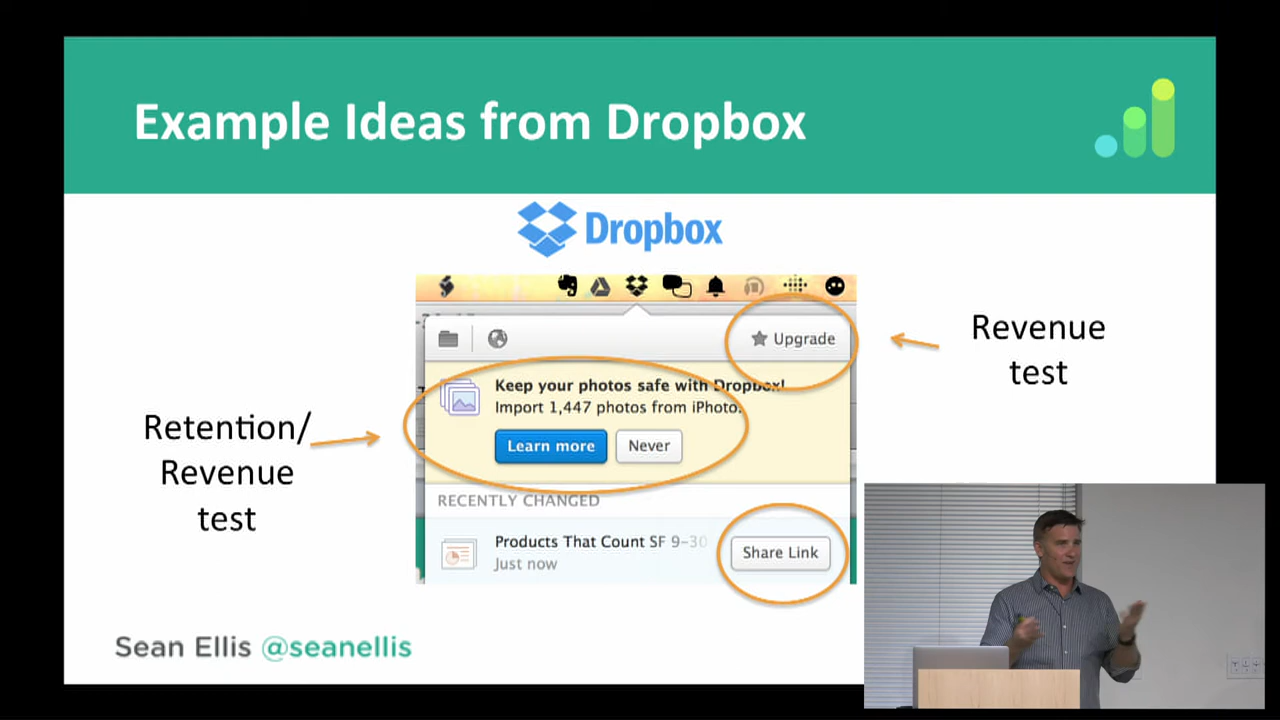 Example Ideas from Dropbox
Dropbox
Upgrade
Revenue
test
Keep your photos safe with Dropbox!
Import 1,447 photos from iPhoto.
Learn more
Never
Retention/
Revenue
test
RECENTLY CHANGED
Products That Count SF 9-30
Just now
Share Link
Sean Ellis @seanellis